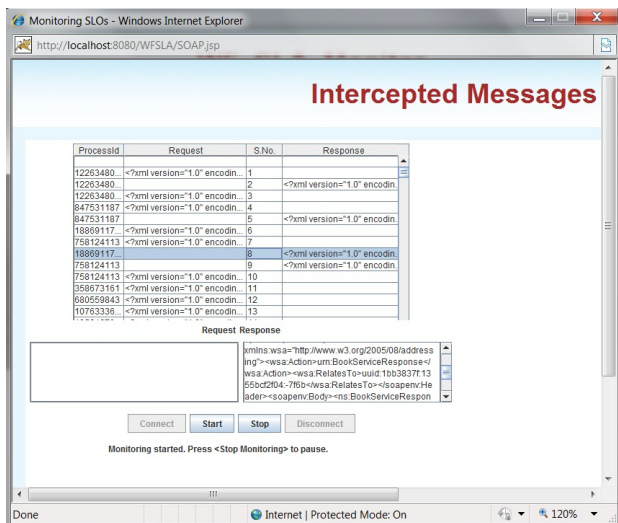 Monitoring SLOs - Windows Internet Explorer
http://localhost:8080/WFSLA/SOAP.jsp
Intercepted Messages
ProcessId Request S.No. Response
12263480... <?xml version="1.0" encodin... 1
12263480... 2 <?xml version="1.0" encodin...
12263480... <?xml version="1.0" encodin... 3
847531187 <?xml version="1.0" encodin... 4
847531187 5 <?xml version="1.0" encodin...
18869117... <?xml version="1.0" encodin... 6
758124113 <?xml version="1.0" encodin... 7
18869117... 8 <?xml version="1.0" encodin...
758124113 9 <?xml version="1.0" encodin...
758124113 <?xml version="1.0" encodin... 10
358673161 <?xml version="1.0" encodin... 11
680559843 <?xml version="1.0" encodin... 12
10763336... <?xml version="1.0" encodin... 13
Request Response
xmlns:wsa="http://www.w3.org/2005/08/address
ing"><wsa:Action>urn:BookServiceResponse</
wsa:Action><wsa:RelatesTo>uuid:1bb3837f:13
55bcf2f04:-7f6b</wsa:RelatesTo></soapenv:He
ader><soapenv:Body><ns:BookServiceRespon
Connect Start Stop Disconnect
Monitoring started. Press <Stop Monitoring> to pause.
Done Internet | Protected Mode: On 120%